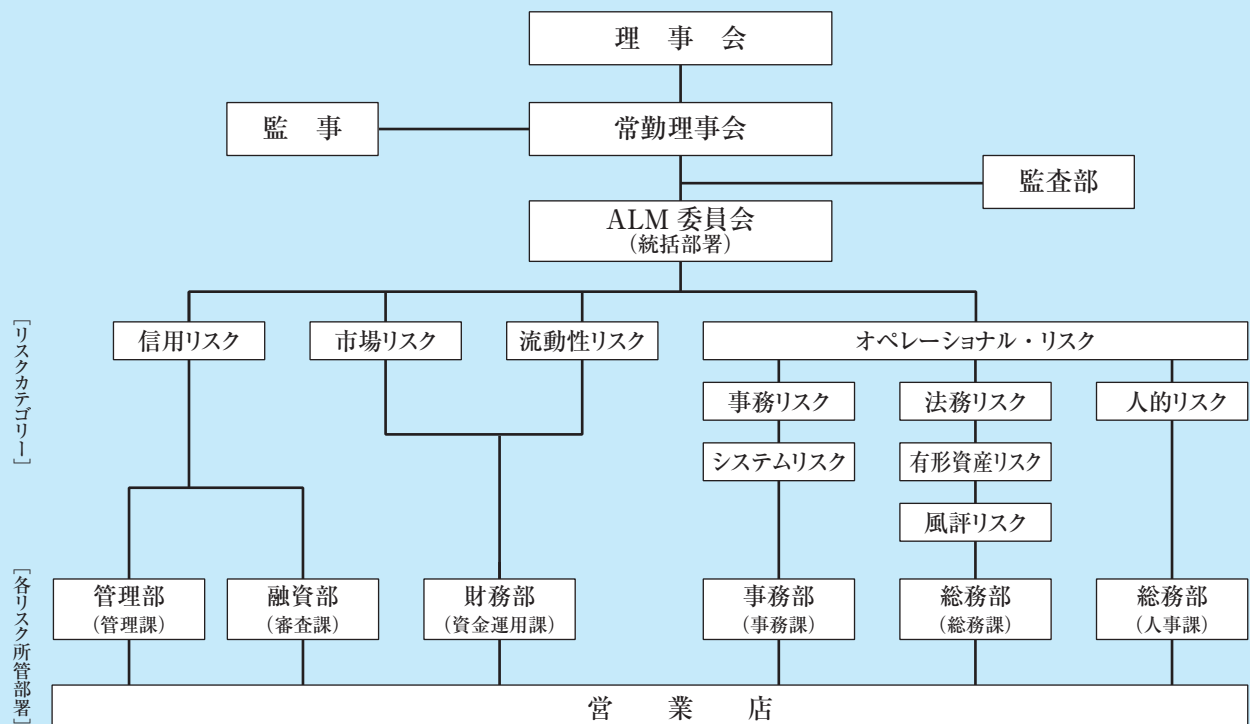 理　事　会
監　事
常勤理事会
監査部
ALM 委員会
（統括部署）
［リスクカテゴリー］
信用リスク
市場リスク
流動性リスク
オペレーショナル・リスク
事務リスク
法務リスク
人的リスク
システムリスク
有形資産リスク
風評リスク
［各リスク所管部署］
管理部
（管理課）
融資部
（審査課）
財務部
（資金運用課）
事務部
（事務課）
総務部
（総務課）
総務部
（人事課）
営　業　店